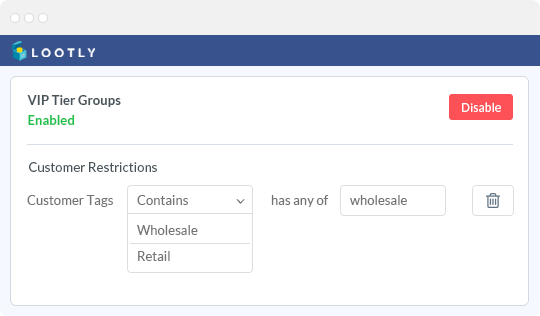 LOOTLY
VIP Tier Groups
Enabled
Disable
Customer Restrictions
Customer Tags Contains has any of wholesale
Wholesale
Retail